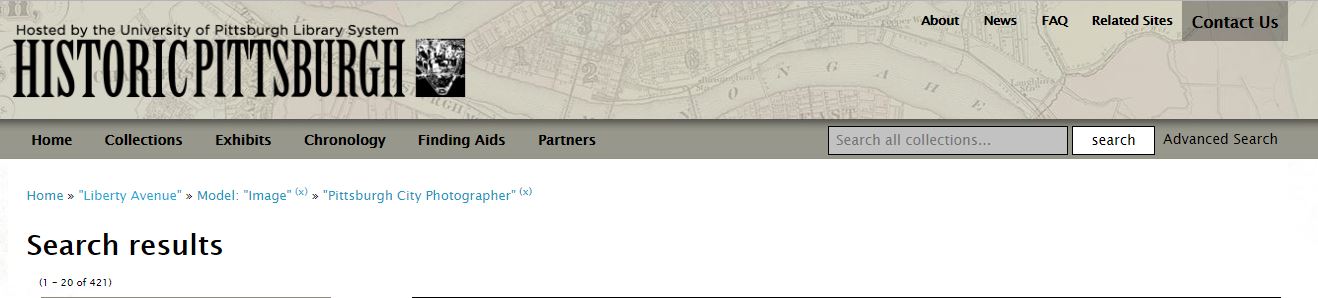 About News FAQ Related Sites Contact Us
Hosted by the University of Pittsburgh Library System
HISTORIC PITTSBURGH
Home Collections Exhibits Chronology Finding Aids Partners Search all collections... search Advanced Search
Home » "Liberty Avenue" » Model: "Image" (x) » "Pittsburgh City Photographer" (x)
Search results
(1 - 20 of 421)